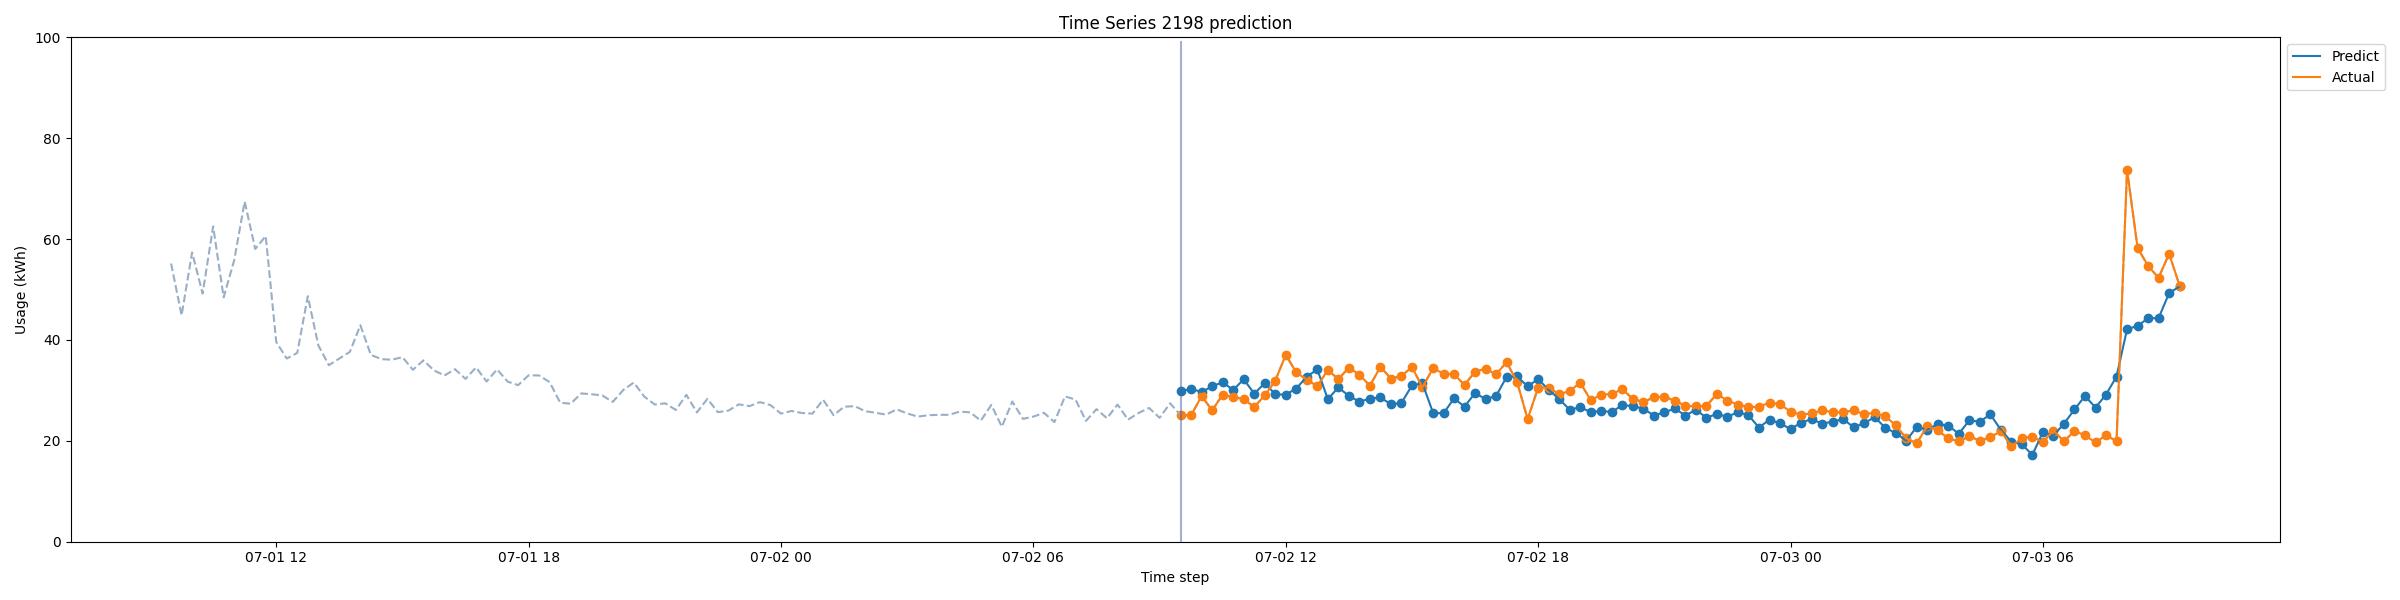 Time Series 2198 prediction
100
80
60
40
20
0
Usage (kWh)
07-01 12
07-01 18
07-02 00
07-02 06
07-02 12
07-02 18
07-03 00
07-03 06
Time step
Predict
Actual